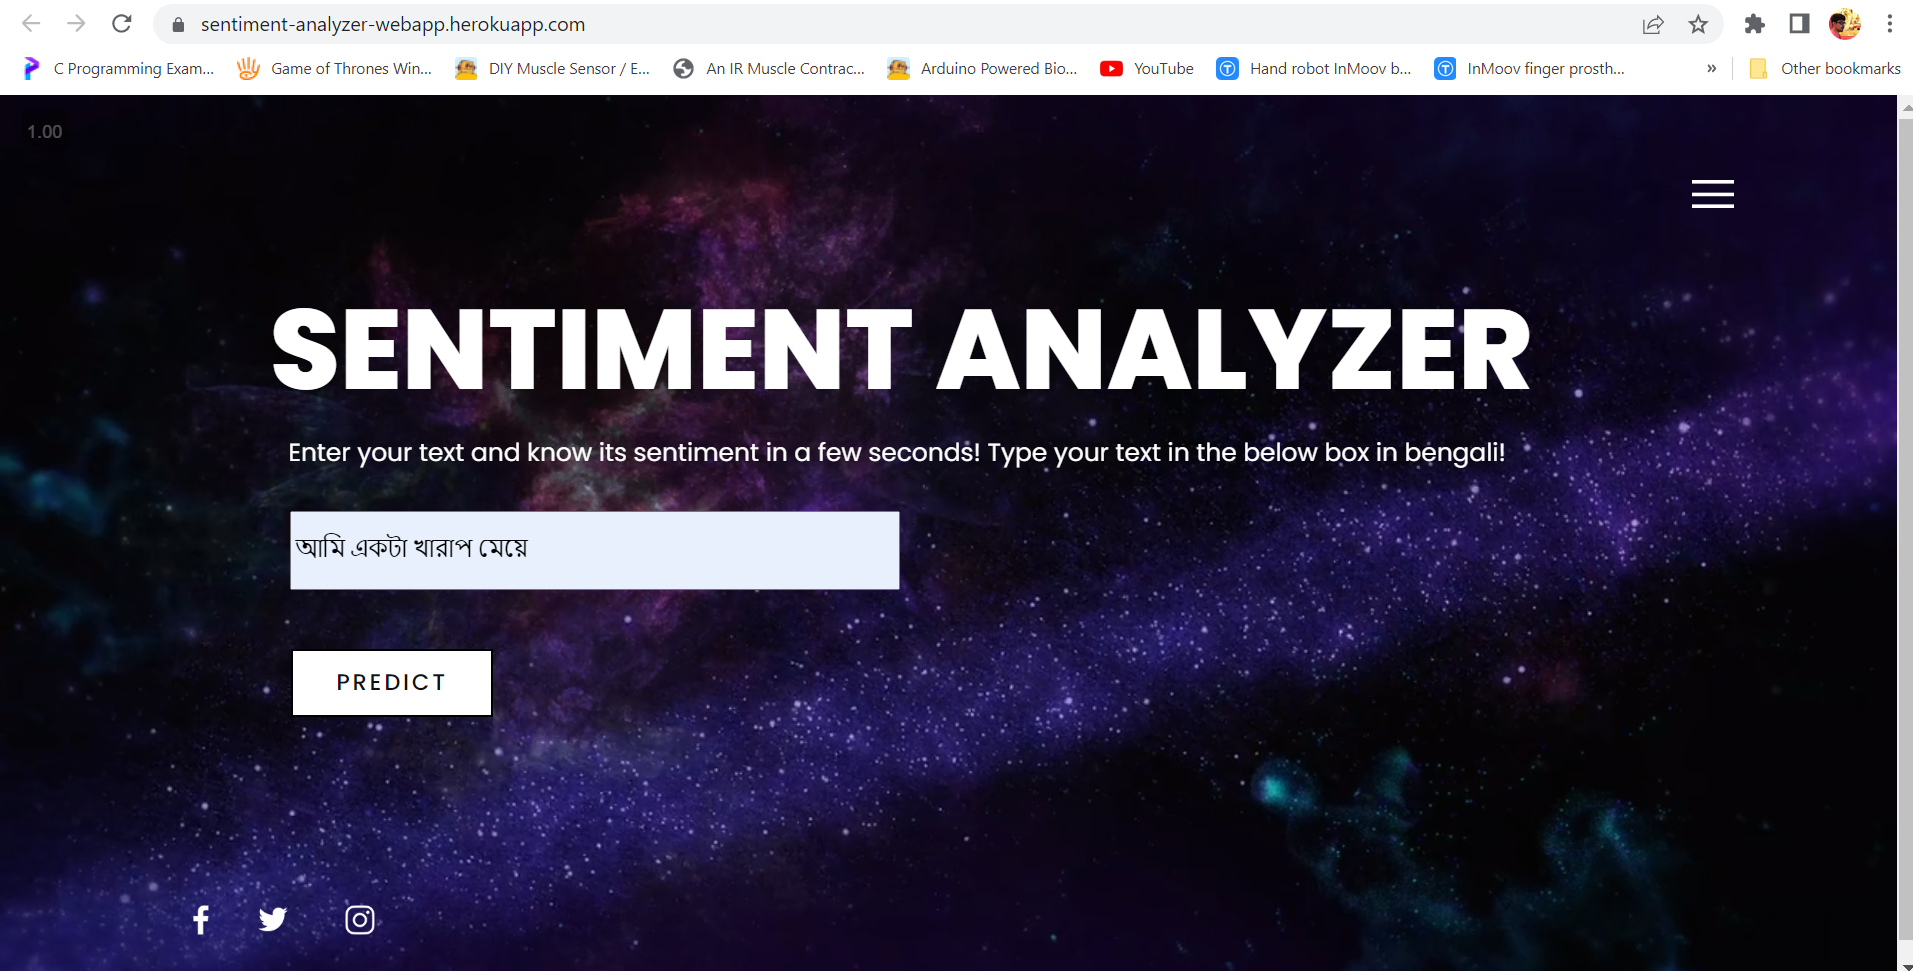 sentiment-analyzer-webapp.herokuapp.com
C Programming Exam... Game of Thrones Win... DIY Muscle Sensor / E... An IR Muscle Contrac... Arduino Powered Bio... YouTube Hand robot InMoov b... InMoov finger prosth... » Other bookmarks
1.00
SENTIMENT ANALYZER
Enter your text and know its sentiment in a few seconds! Type your text in the below box in bengali!
আমি একটা খারাপ মেয়ে
PREDICT